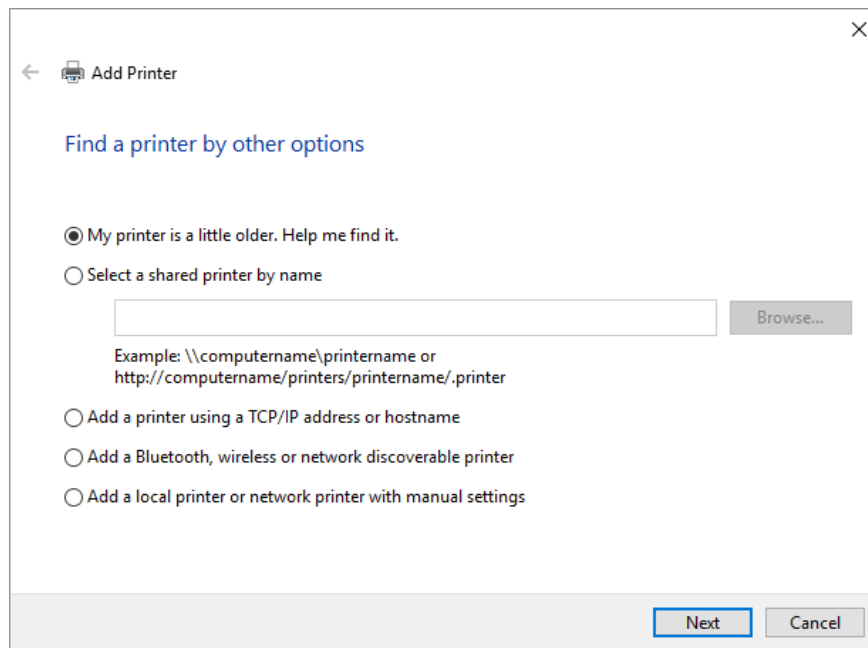 Add Printer
Find a printer by other options
My printer is a little older. Help me find it.
Select a shared printer by name
Browse...
Example: \\computername\printername or
http://computername/printers/printername/.printer
Add a printer using a TCP/IP address or hostname
Add a Bluetooth, wireless or network discoverable printer
Add a local printer or network printer with manual settings
Next
Cancel